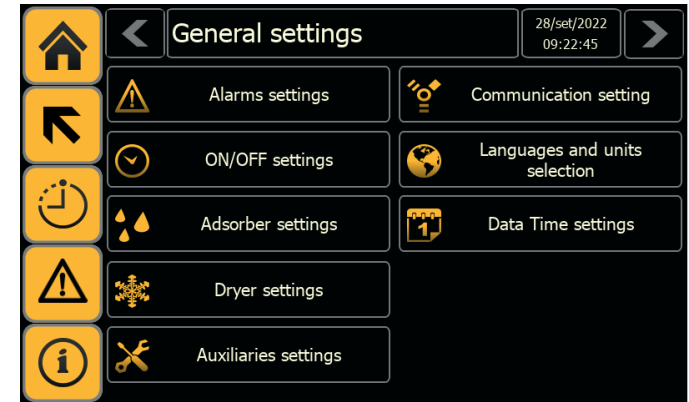 General settings
28/set/2022
09:22:45
Alarms settings
Communication setting
ON/OFF settings
Languages and units
selection
Adsorber settings
1
Data Time settings
Dryer settings
Auxiliaries settings
i